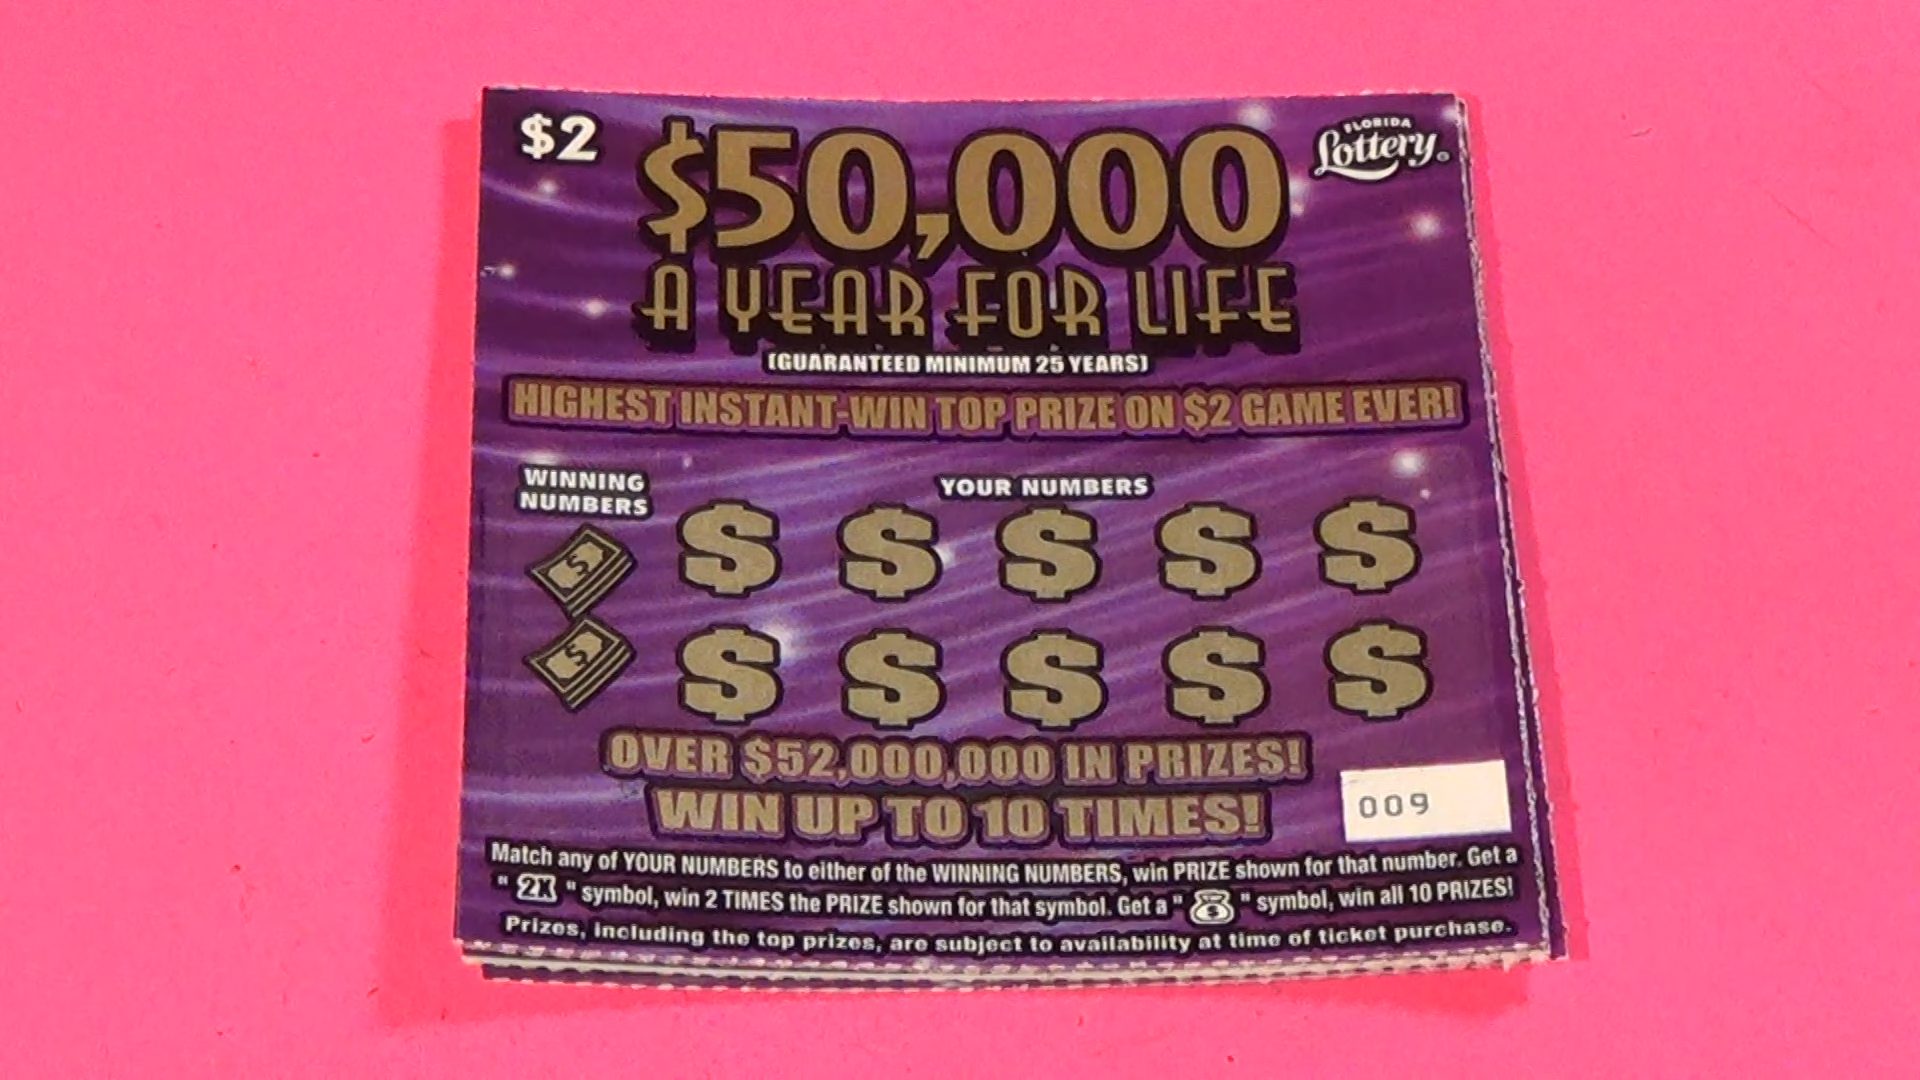 $2
$50,000
FLORIDA
Lottery
A YEAR FOR LIFE
(GUARANTEED MINIMUM 25 YEARS)
HIGHEST INSTANT-WIN TOP PRIZE ON $2 GAME EVER!
WINNING
NUMBERS
YOUR NUMBERS
$ $ $ $ $ $
$ $ $ $ $ $
OVER $52,000,000 IN PRIZES!
WIN UP TO 10 TIMES!
009
Match any of YOUR NUMBERS to either of the WINNING NUMBERS, win PRIZE shown for that number. Get a
" 2X " symbol, win 2 TIMES the PRIZE shown for that symbol. Get a " $ " symbol, win all 10 PRIZES!
Prizes, including the top prizes, are subject to availability at time of ticket purchase.